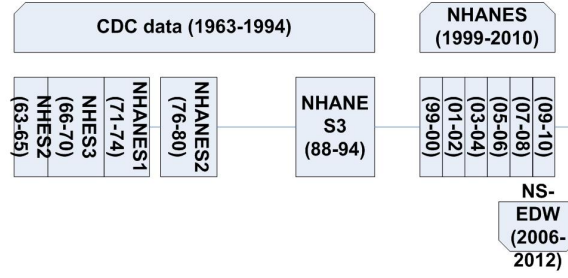 CDC data (1963-1994)
NHANES
(1999-2010)
NHES2
(63-65)
NHES3
(66-70)
NHANES1
(71-74)
NHANES2
(76-80)
NHANE
S3
(88-94)
(99-00)
(01-02)
(03-04)
(05-06)
(07-08)
(09-10)
NS-
EDW
(2006-
2012)